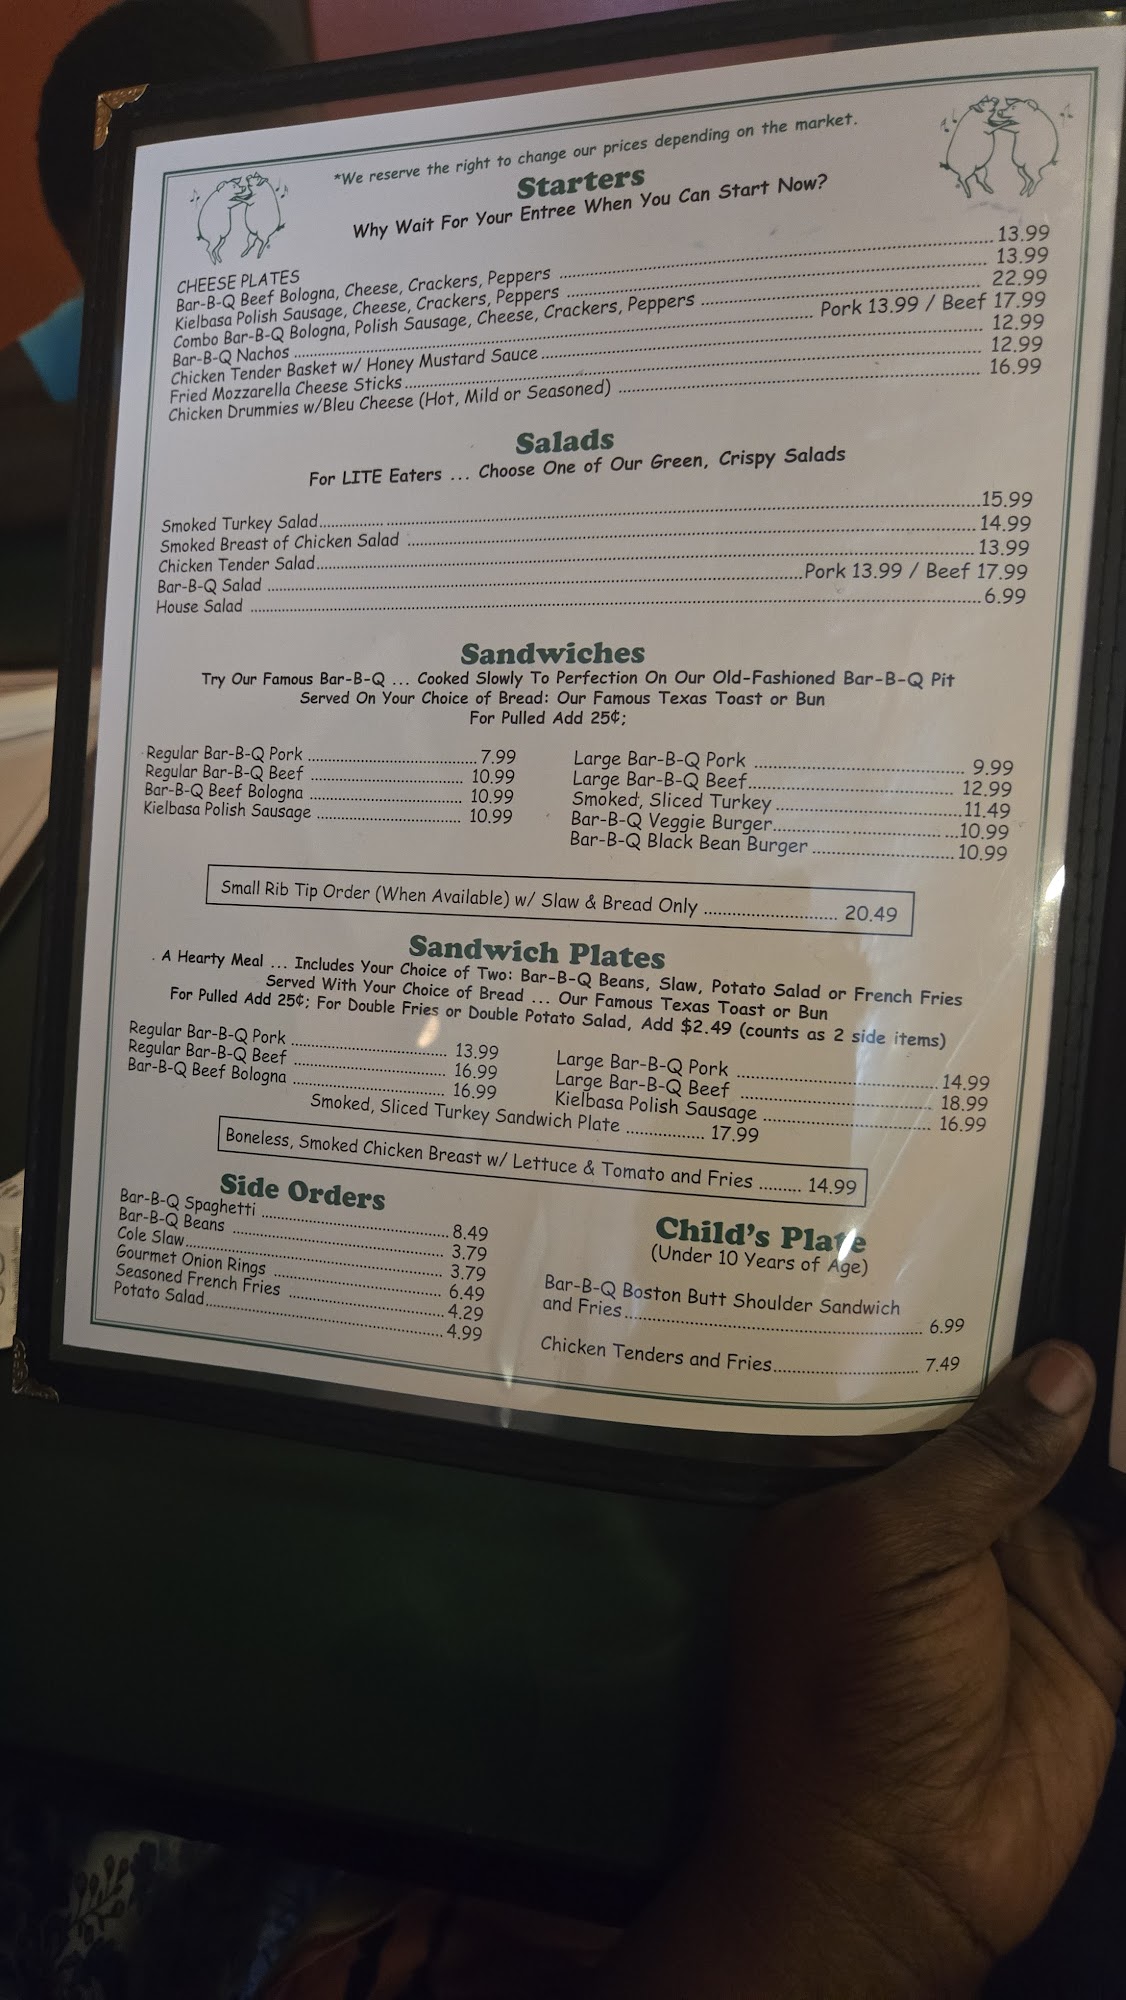 *We reserve the right to change our prices depending on the market.
Starters
Why Wait For Your Entree When You Can Start Now?
CHEESE PLATES
Bar-B-Q Beef Bologna, Cheese, Crackers, Peppers ........ 13.99
Kielbasa Polish Sausage, Cheese, Crackers, Peppers ........ 13.99
Combo Bar-B-Q Bologna, Polish Sausage, Cheese, Crackers, Peppers ........ 22.99
Bar-B-Q Nachos ........ Pork 13.99 / Beef 17.99
Chicken Tender Basket w/ Honey Mustard Sauce ........ 12.99
Fried Mozzarella Cheese Sticks ........ 12.99
Chicken Drummies w/Bleu Cheese (Hot, Mild or Seasoned) ........ 16.99
Salads
For LITE Eaters ... Choose One of Our Green, Crispy Salads
Smoked Turkey Salad ........ 15.99
Smoked Breast of Chicken Salad ........ 14.99
Chicken Tender Salad ........ 13.99
Bar-B-Q Salad ........ Pork 13.99 / Beef 17.99
House Salad ........ 6.99
Sandwiches
Try Our Famous Bar-B-Q ... Cooked Slowly To Perfection On Our Old-Fashioned Bar-B-Q Pit
Served On Your Choice of Bread: Our Famous Texas Toast or Bun
For Pulled Add 25¢;
Regular Bar-B-Q Pork ........ 7.99
Regular Bar-B-Q Beef ........ 10.99
Bar-B-Q Beef Bologna ........ 10.99
Kielbasa Polish Sausage ........ 10.99
Large Bar-B-Q Pork ........ 9.99
Large Bar-B-Q Beef ........ 12.99
Smoked, Sliced Turkey ........ 11.49
Bar-B-Q Veggie Burger ........ 10.99
Bar-B-Q Black Bean Burger ........ 10.99
Small Rib Tip Order (When Available) w/ Slaw & Bread Only ........ 20.49
Sandwich Plates
A Hearty Meal ... Includes Your Choice of Two: Bar-B-Q Beans, Slaw, Potato Salad or French Fries
Served With Your Choice of Bread ... Our Famous Texas Toast or Bun
For Pulled Add 25¢; For Double Fries or Double Potato Salad, Add $2.49 (counts as 2 side items)
Regular Bar-B-Q Pork ........ 13.99
Regular Bar-B-Q Beef ........ 16.99
Bar-B-Q Beef Bologna ........ 16.99
Large Bar-B-Q Pork ........ 14.99
Large Bar-B-Q Beef ........ 18.99
Kielbasa Polish Sausage ........ 16.99
Smoked, Sliced Turkey Sandwich Plate ........ 17.99
Boneless, Smoked Chicken Breast w/ Lettuce & Tomato and Fries ........ 14.99
Side Orders
Bar-B-Q Spaghetti ........ 8.49
Bar-B-Q Beans ........ 3.79
Cole Slaw ........ 3.79
Gourmet Onion Rings ........ 6.49
Seasoned French Fries ........ 4.29
Potato Salad ........ 4.99
Child's Plate
(Under 10 Years of Age)
Bar-B-Q Boston Butt Shoulder Sandwich
and Fries ........ 6.99
Chicken Tenders and Fries ........ 7.49